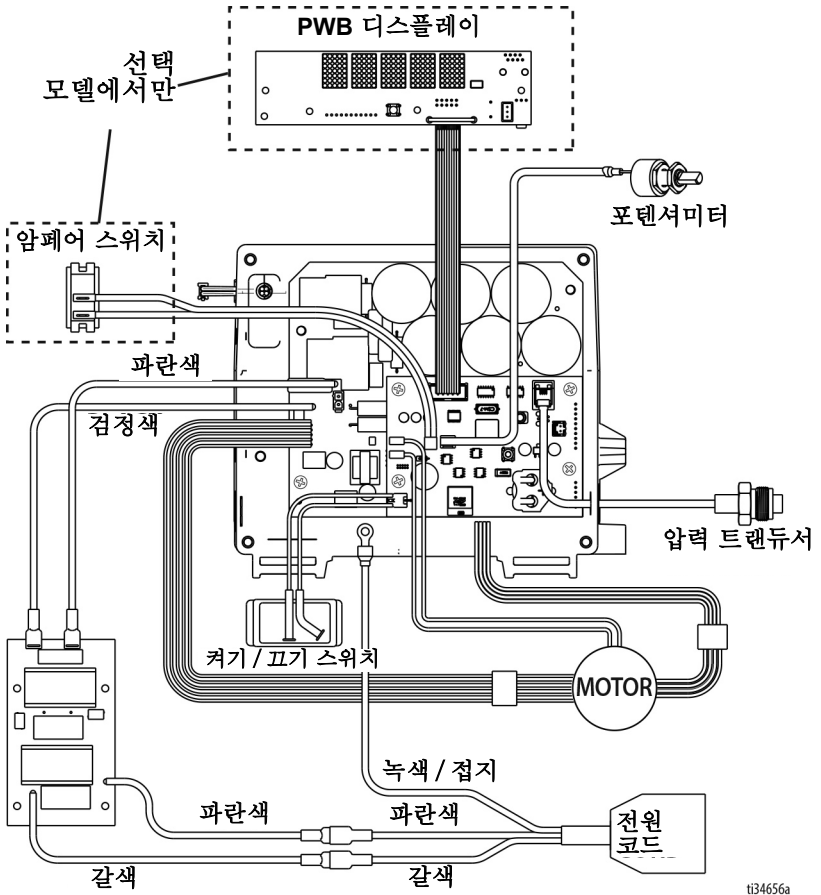 PWB 디스플레이
선택
모델에서만
포텐셔미터
암페어 스위치
파란색
검정색
압력 트랜듀서
켜기 / 끄기 스위치
MOTOR
녹색 / 접지
파란색
파란색
전원
코드
갈색
갈색
ti34656a